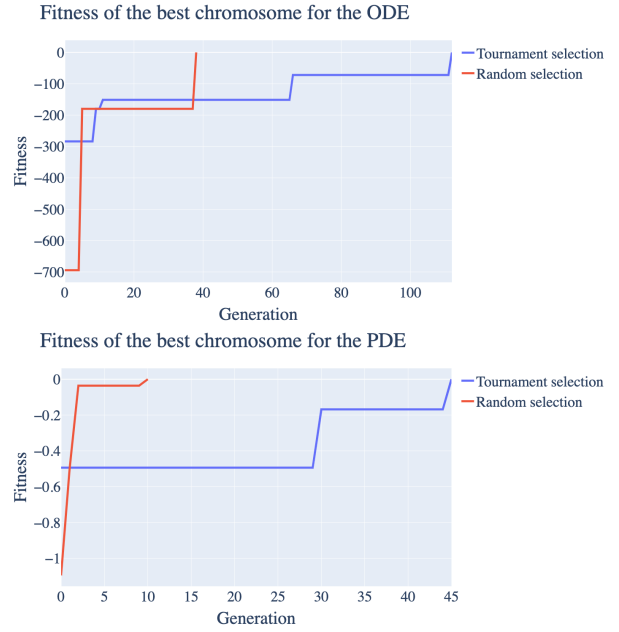 Fitness of the best chromosome for the ODE
0
−100
−200
−300
−400
−500
−600
−700
Fitness
0 20 40 60 80 100
Generation
Tournament selection
Random selection
Fitness of the best chromosome for the PDE
0
−0.2
−0.4
−0.6
−0.8
−1
Fitness
0 5 10 15 20 25 30 35 40 45
Generation
Tournament selection
Random selection